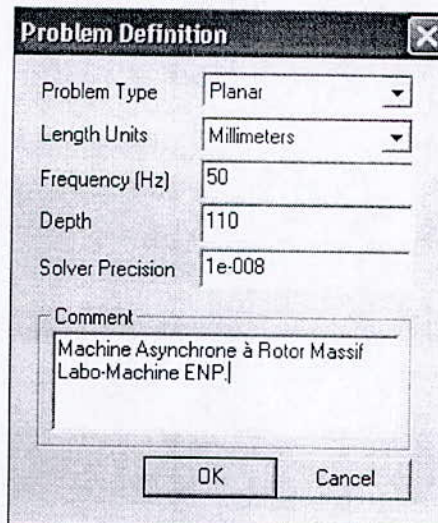 Problem Definition
Problem Type Planar
Length Units Millimeters
Frequency (Hz) 50
Depth 110
Solver Precision 1e-008
Comment
Machine Asynchrone à Rotor Massif
Labo-Machine ENP.
OK Cancel